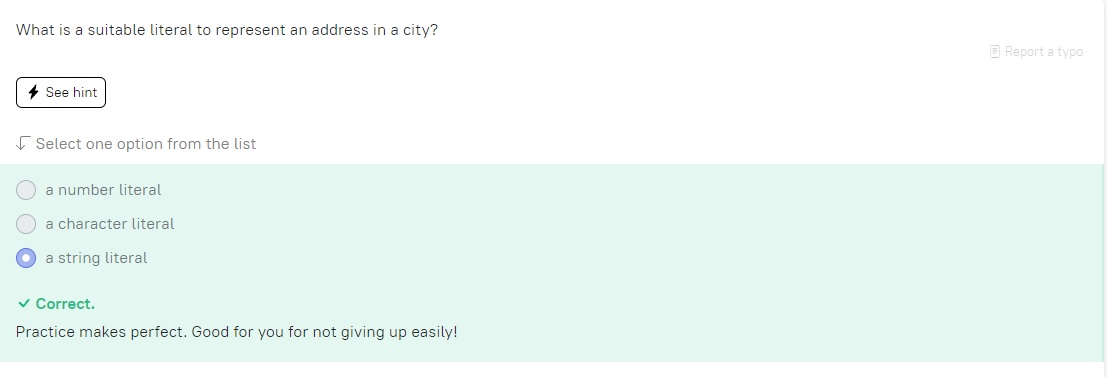 What is a suitable literal to represent an address in a city?
Report a typo
See hint
Select one option from the list
a number literal
a character literal
a string literal
Correct.
Practice makes perfect. Good for you for not giving up easily!